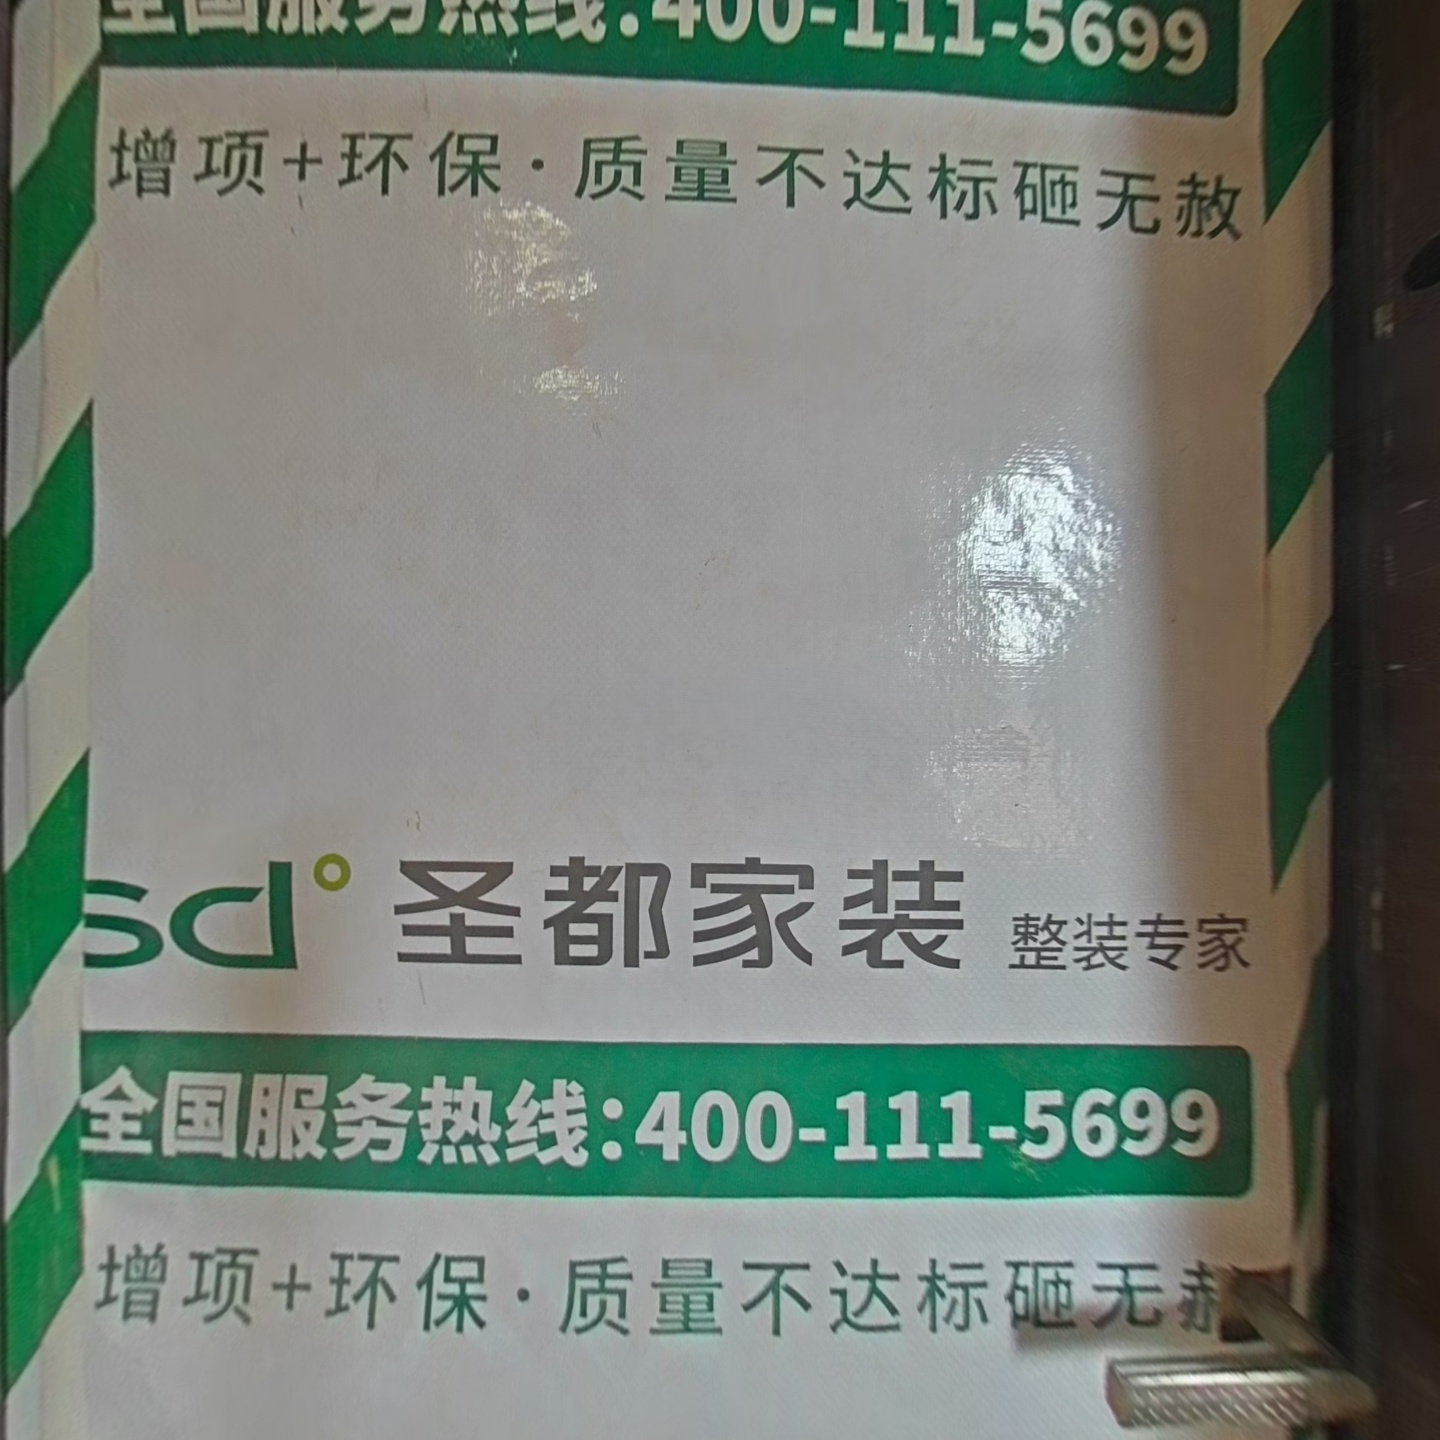 全国服务热线:400-111-5699
增项+环保·质量不达标砸无赦
sd° 圣都家装 整装专家
全国服务热线:400-111-5699
增项+环保·质量不达标砸无赦